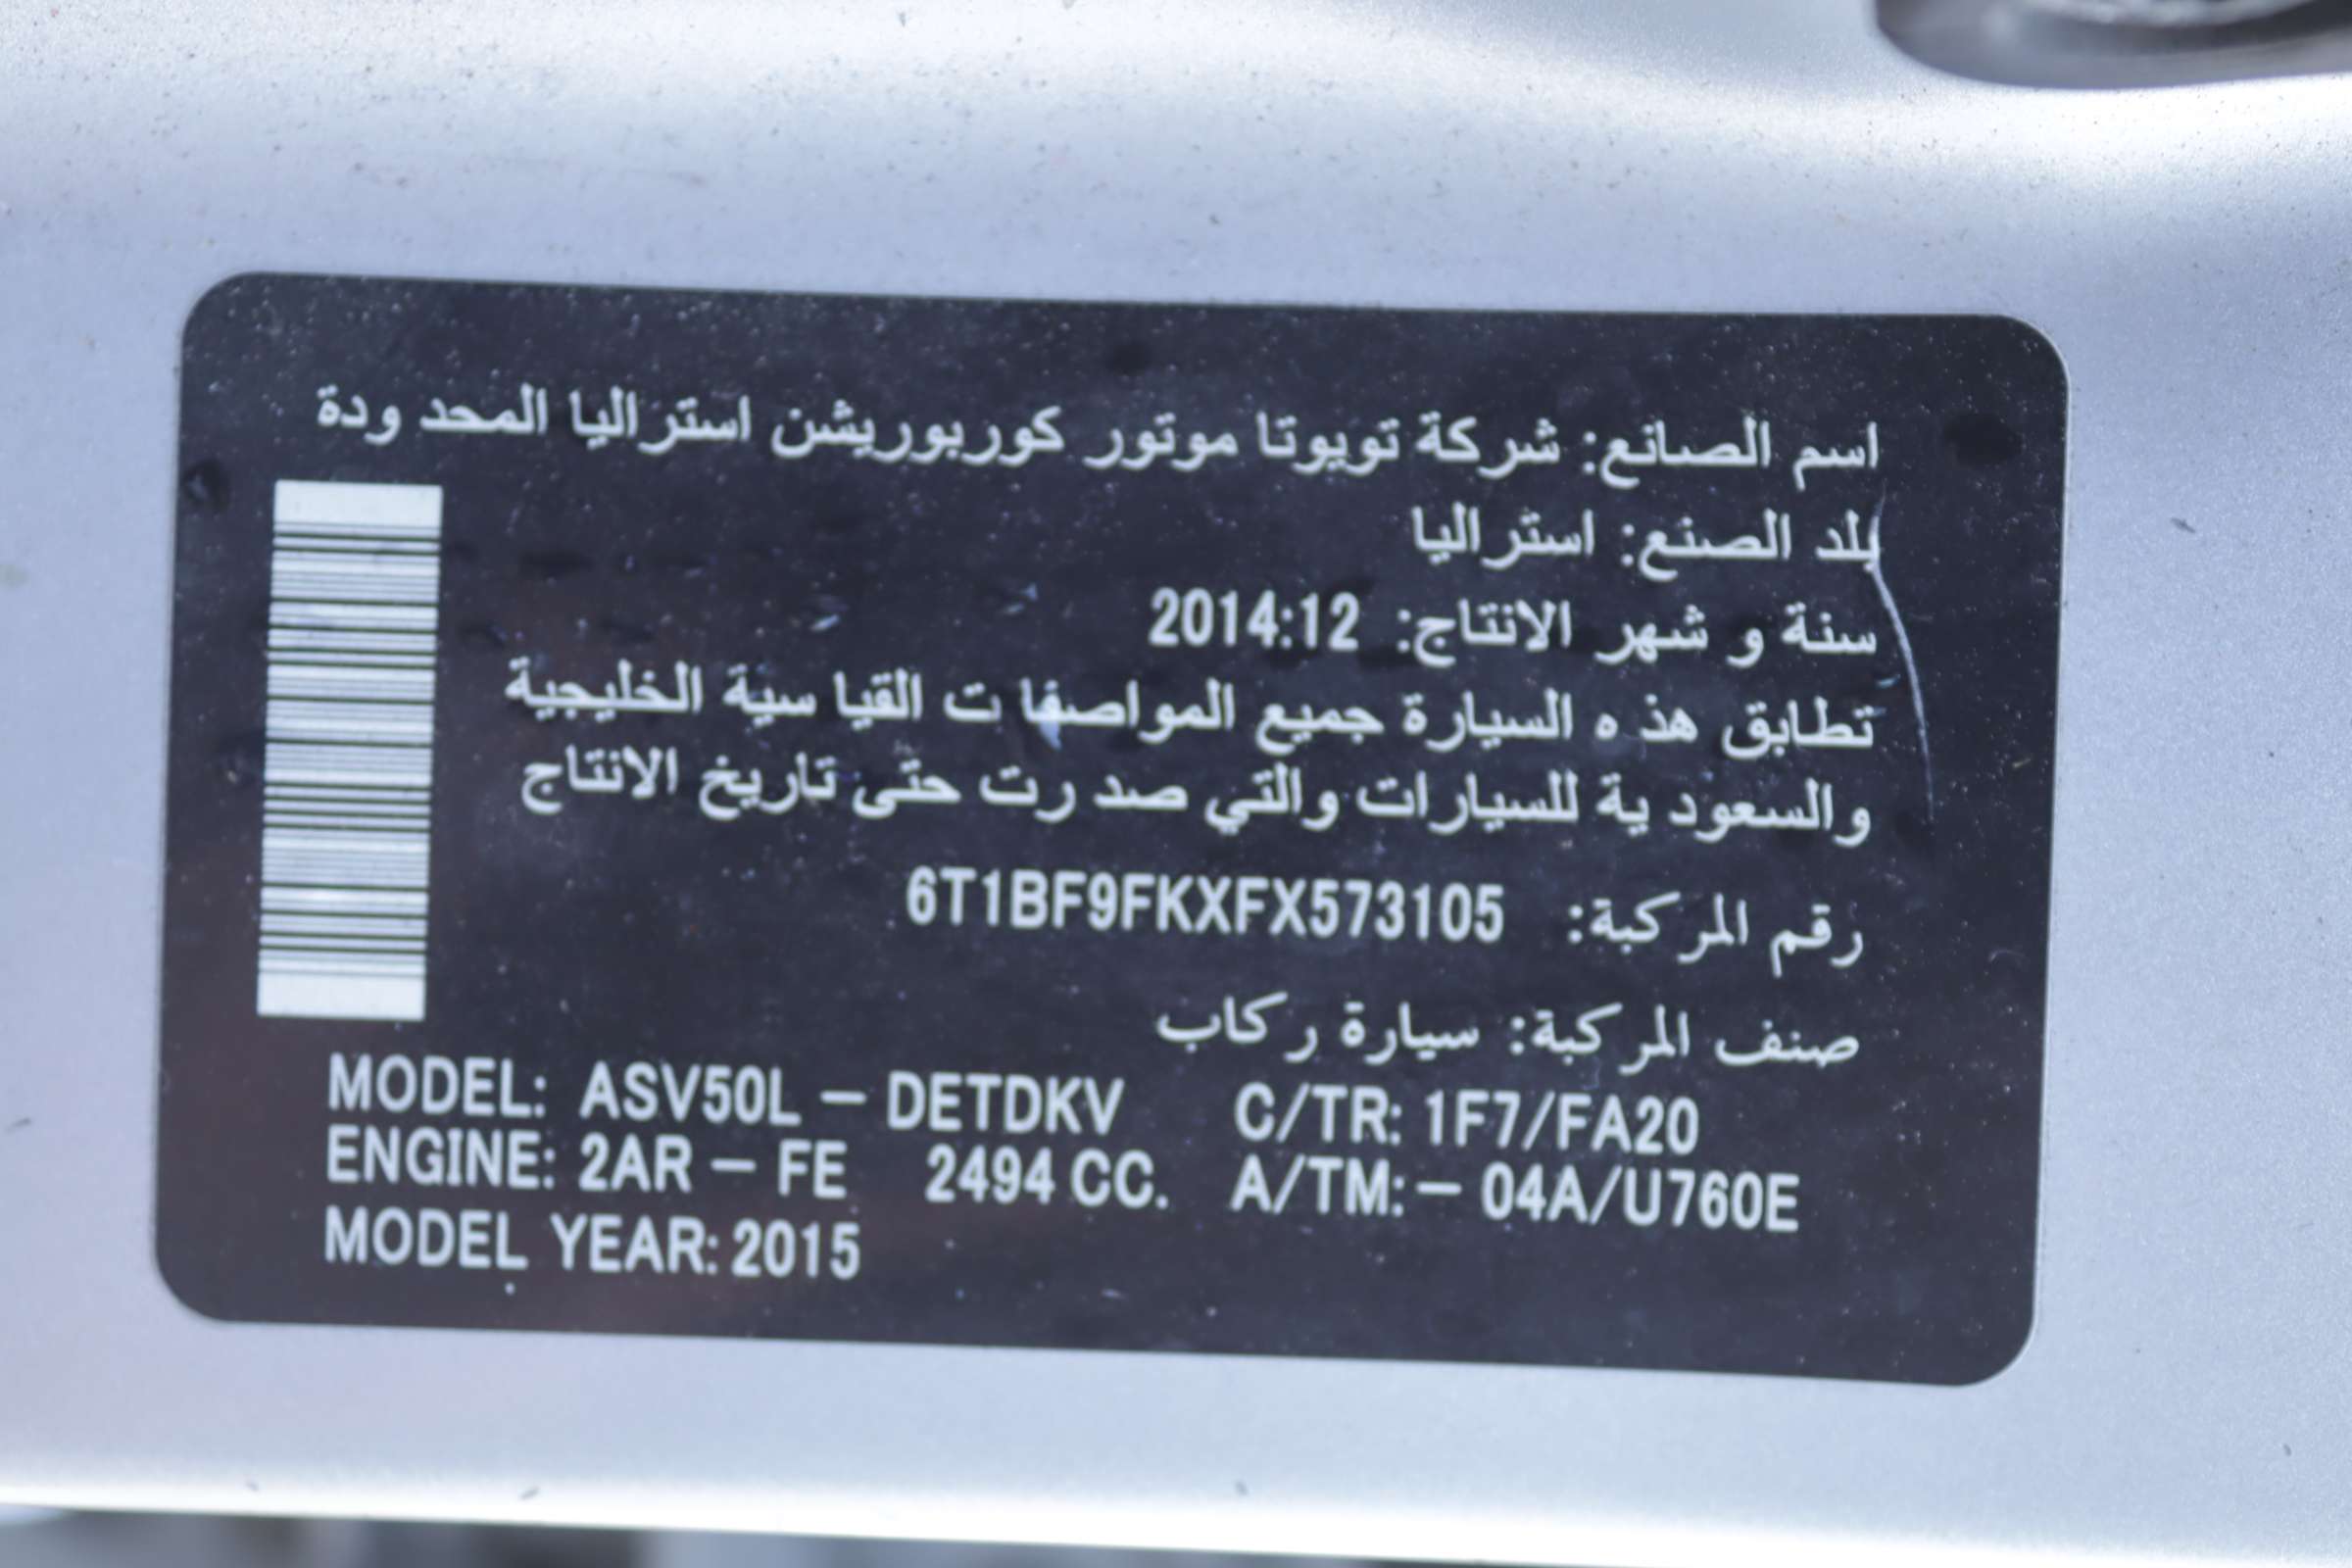 اسم الصانع: شركة تويوتا موتور كوربوريشن استراليا المحد ودة
بلد الصنع: استراليا
سنة و شهر الانتاج: 2014:12
تطابق هذ ه السيارة جميع المواصفا ت القيا سية الخليجية
والسعود ية للسيارات والتي صد رت حتى تاريخ الانتاج
رقم المركبة: 6T1BF9FKXFX573105
صنف المركبة: سيارة ركاب
MODEL: ASV50L – DETDKV C/TR: 1F7/FA20
ENGINE: 2AR – FE 2494 CC. A/TM:– 04A/U760E
MODEL YEAR: 2015